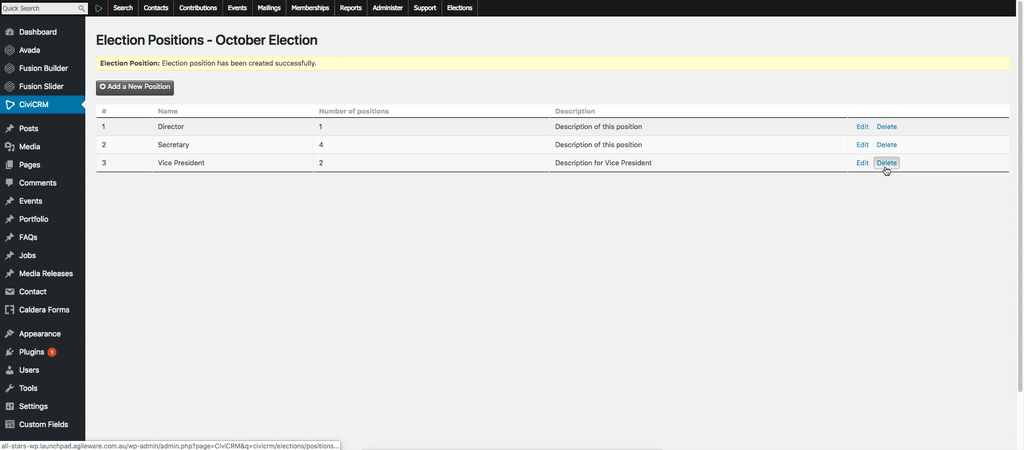 Quick Search
Search Contacts Contributions Events Mailings Memberships Reports Administer Support Elections
Dashboard
Avada
Fusion Builder
Fusion Slider
CiviCRM
Posts
Media
Pages
Comments
Events
Portfolio
FAQs
Jobs
Media Releases
Contact
Caldera Forms
Appearance
Plugins 1
Users
Tools
Settings
Custom Fields
Election Positions - October Election
Election Position: Election position has been created successfully.
Add a New Position
# Name Number of positions Description
1 Director 1 Description of this position Edit Delete
2 Secretary 4 Description of this position Edit Delete
3 Vice President 2 Description for Vice President Edit Delete
all-stars-wp.launchpad.agileware.com.au/wp-admin/admin.php?page=CiviCRM&q=civicrm/elections/positions...